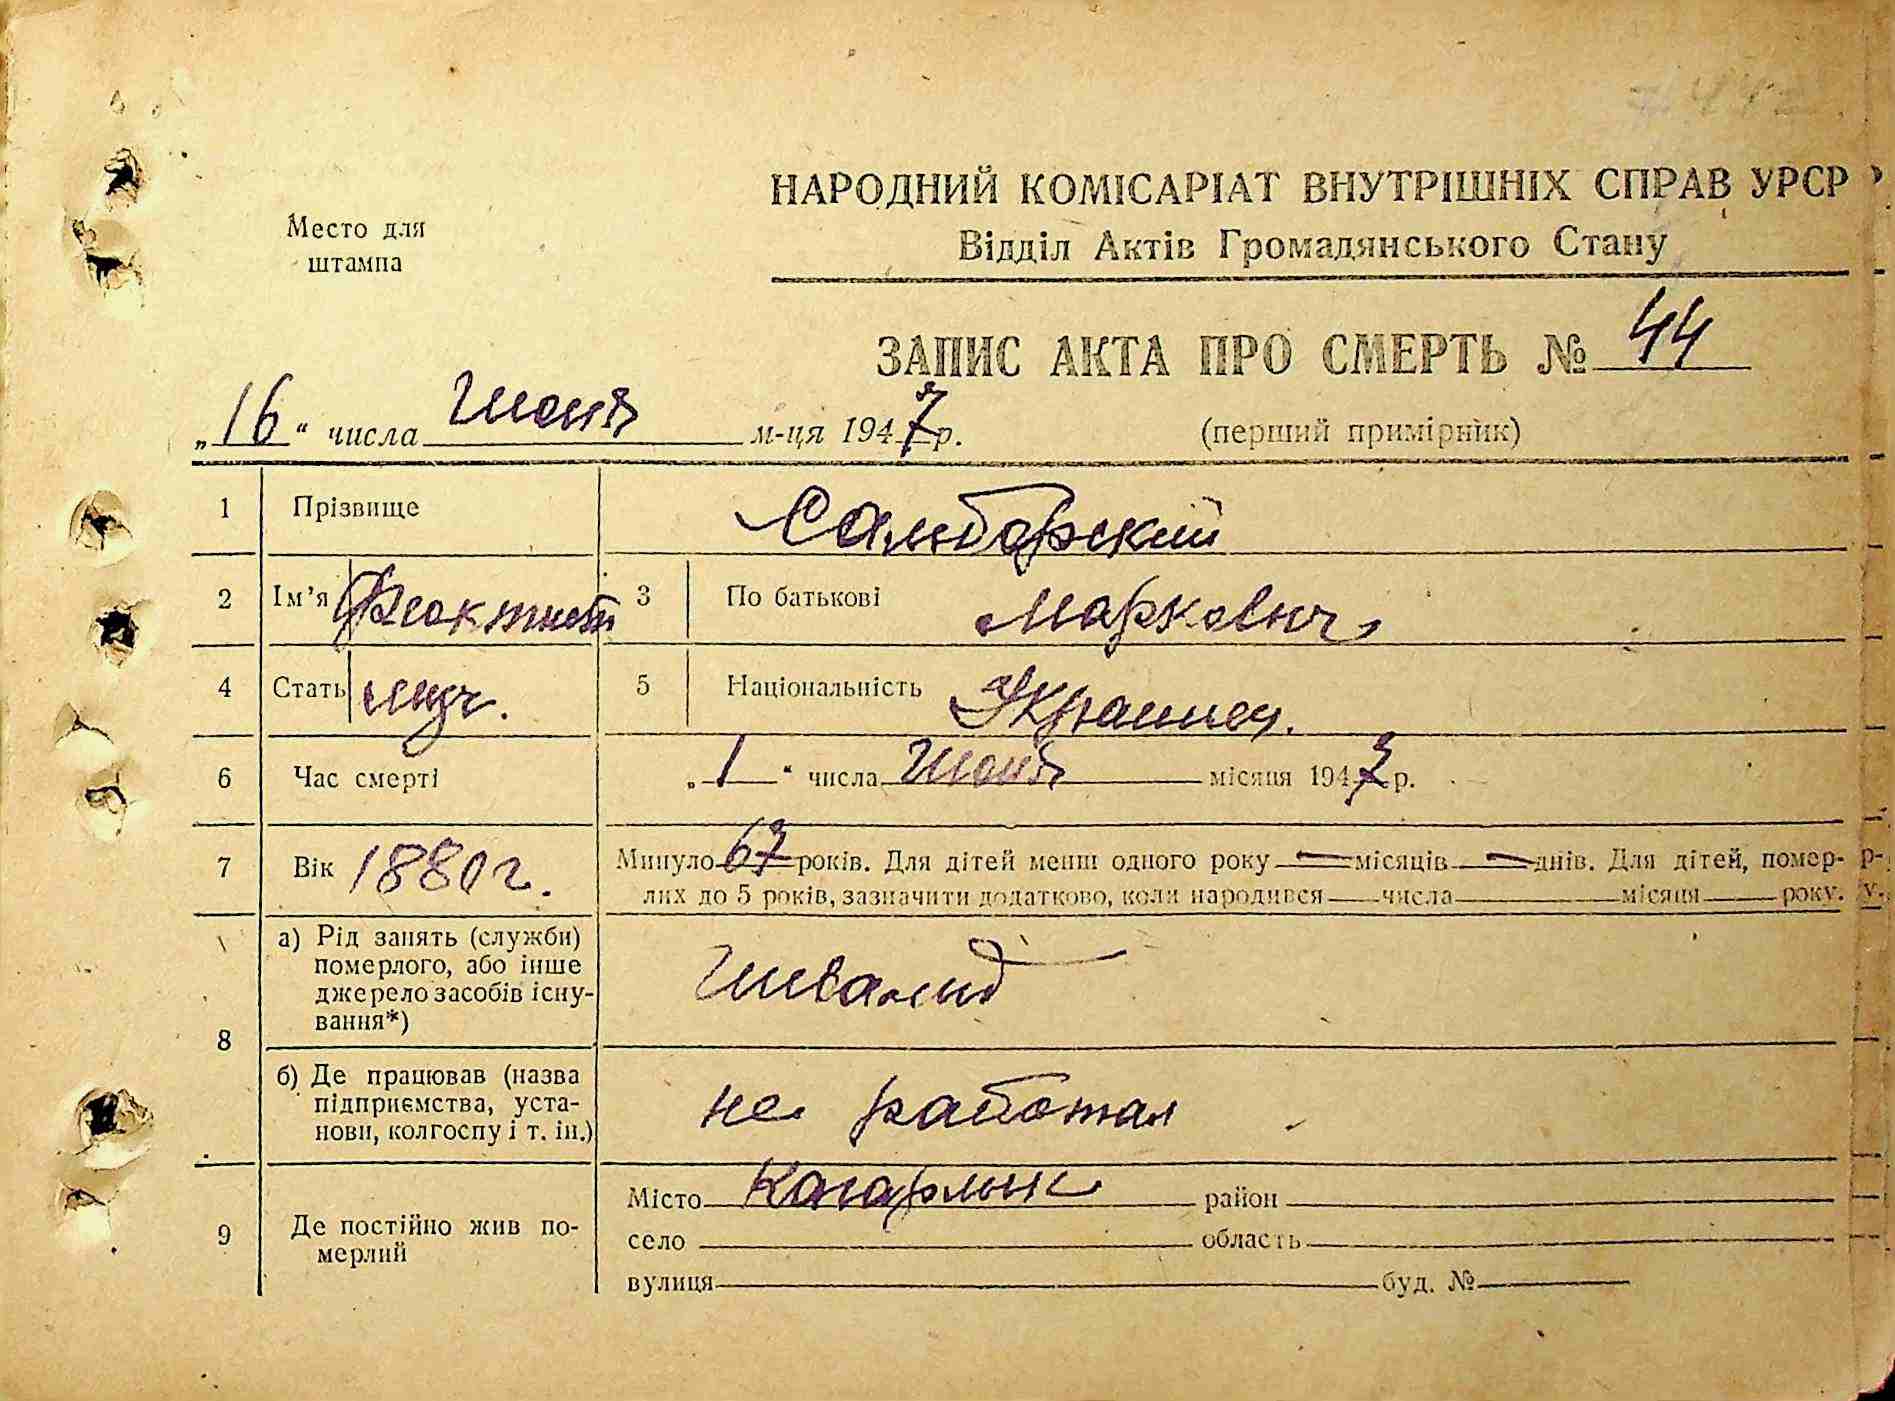 Место для
штампа
НАРОДНИЙ КОМІСАРІАТ ВНУТРІШНІХ СПРАВ УРСР
Відділ Актів Громадянського Стану
ЗАПИС АКТА ПРО СМЕРТЬ № 44
„16“ числа Июня м-ця 1947 р.
(перший примірник)
1 Прізвище Самборский
2 Ім’я Феоктист 3 По батькові Маркович
4 Стать муж. 5 Національність Украинец.
6 Час смерті „1“ числа Июня місяця 1947 р.
7 Вік 1880 г. Минуло 67 років. Для дітей менш одного року — місяців — днів. Для дітей, помер-
лих до 5 років, зазначити додатково, коли народився числа місяця року.
8 а) Рід занять (служби)
померлого, або інше
джерело засобів існу-
вання*)
Инвалид
б) Де працював (назва
підприємства, уста-
нови, колгоспу і т. ін.)
не работал
9 Де постійно жив по-
мерлий
Місто Кагарлык район
село область
вулиця буд. №